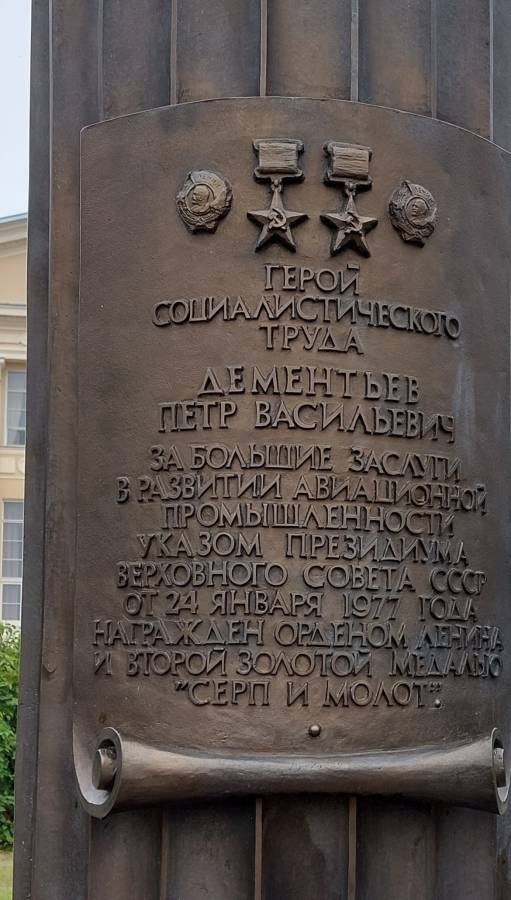 ГЕРОЙ
СОЦИАЛИСТИЧЕСКОГО
ТРУДА
ДЕМЕНТЬЕВ
ПЕТР ВАСИЛЬЕВИЧ
ЗА БОЛЬШИЕ ЗАСЛУГИ
В РАЗВИТИИ АВИАЦИОННОЙ
ПРОМЫШЛЕННОСТИ
УКАЗОМ ПРЕЗИДИУМА
ВЕРХОВНОГО СОВЕТА СССР
ОТ 24 ЯНВАРЯ 1977 ГОДА
НАГРАЖДЕН ОРДЕНОМ ЛЕНИНА
И ВТОРОЙ ЗОЛОТОЙ МЕДАЛЬЮ
"СЕРП И МОЛОТ".